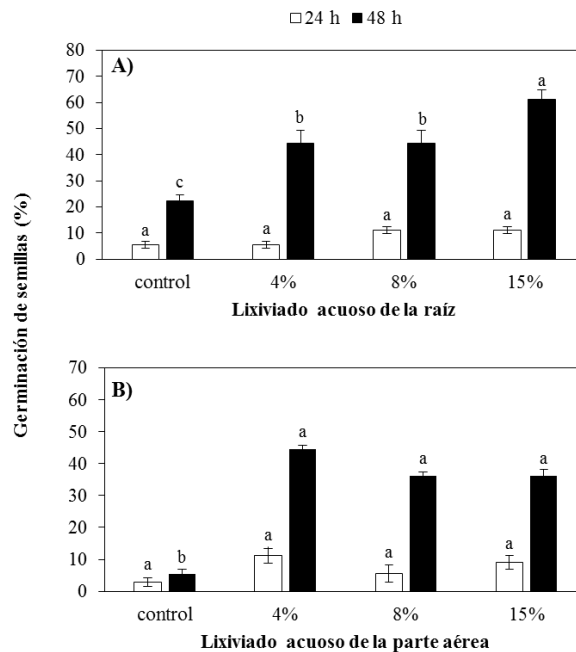 24 h 48 h
Germinación de semillas (%)
A)
80
70
60
50
40
30
20
10
0
a c a b a b a a
control 4% 8% 15%
Lixiviado acuoso de la raíz
B)
70
60
50
40
30
20
10
0
a b a a a a a a
control 4% 8% 15%
Lixiviado acuoso de la parte aérea